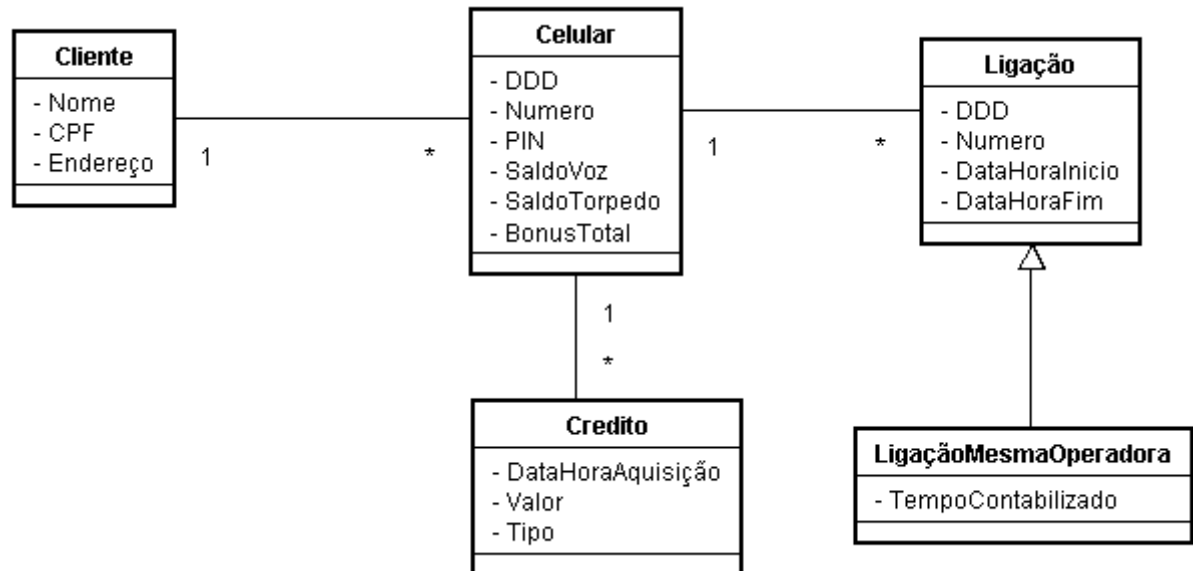 Cliente
- Nome
- CPF
- Endereço
1
*
Celular
- DDD
- Numero
- PIN
- SaldoVoz
- SaldoTorpedo
- BonusTotal
1
*
Ligação
- DDD
- Numero
- DataHoraInicio
- DataHoraFim
1
*
Credito
- DataHoraAquisição
- Valor
- Tipo
LigaçãoMesmaOperadora
- TempoContabilizado